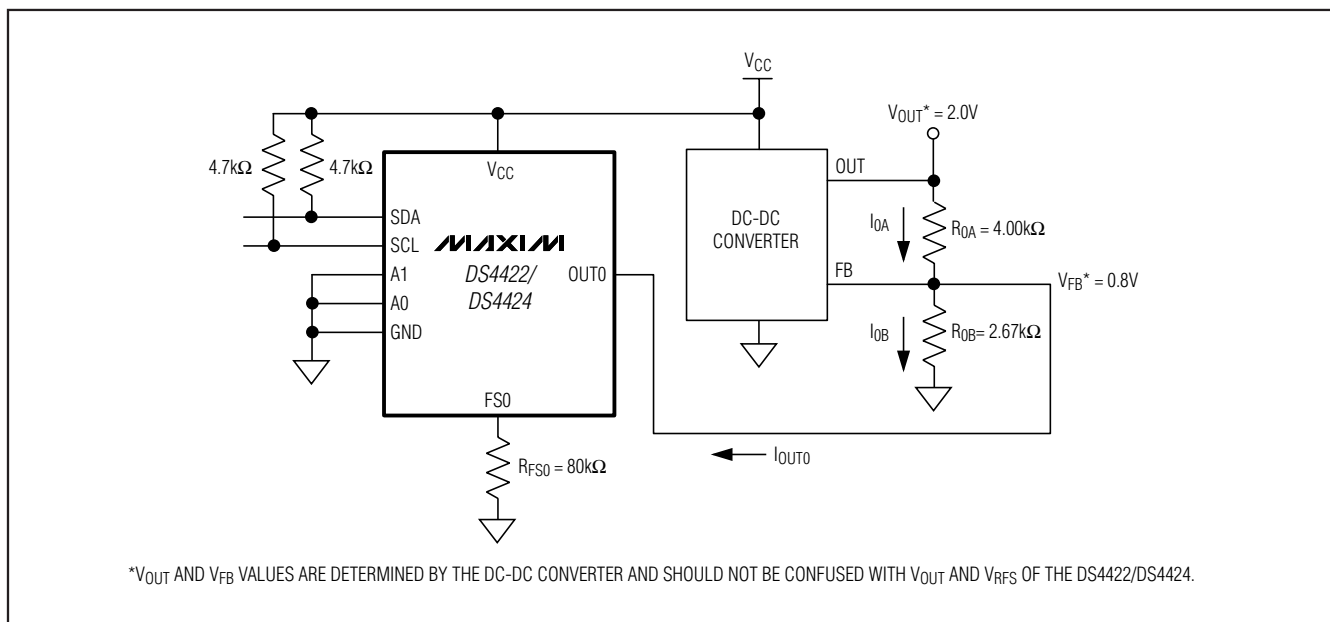 VCC
VOUT* = 2.0V
4.7kΩ
4.7kΩ
VCC
SDA
SCL
A1
A0
GND
MAXIM
DS4422/
DS4424
OUT0
FS0
RFS0 = 80kΩ
DC-DC
CONVERTER
OUT
FB
I0A
R0A = 4.00kΩ
VFB* = 0.8V
I0B
R0B= 2.67kΩ
IOUT0
*VOUT AND VFB VALUES ARE DETERMINED BY THE DC-DC CONVERTER AND SHOULD NOT BE CONFUSED WITH VOUT AND VRFS OF THE DS4422/DS4424.